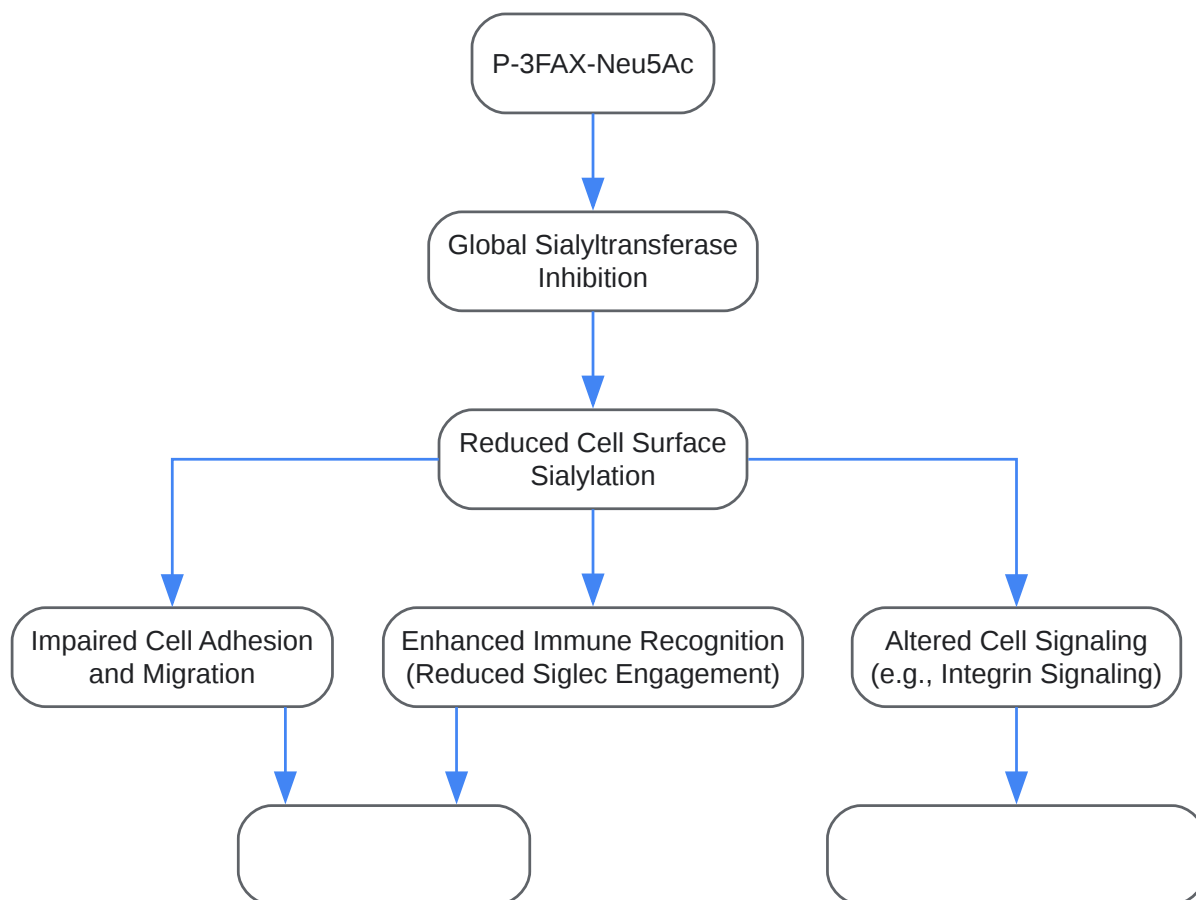 P-3FAX-Neu5Ac
Global Sialyltransferase
Inhibition
Reduced Cell Surface
Sialylation
Impaired Cell Adhesion
and Migration
Enhanced Immune Recognition
(Reduced Siglec Engagement)
Altered Cell Signaling
(e.g., Integrin Signaling)